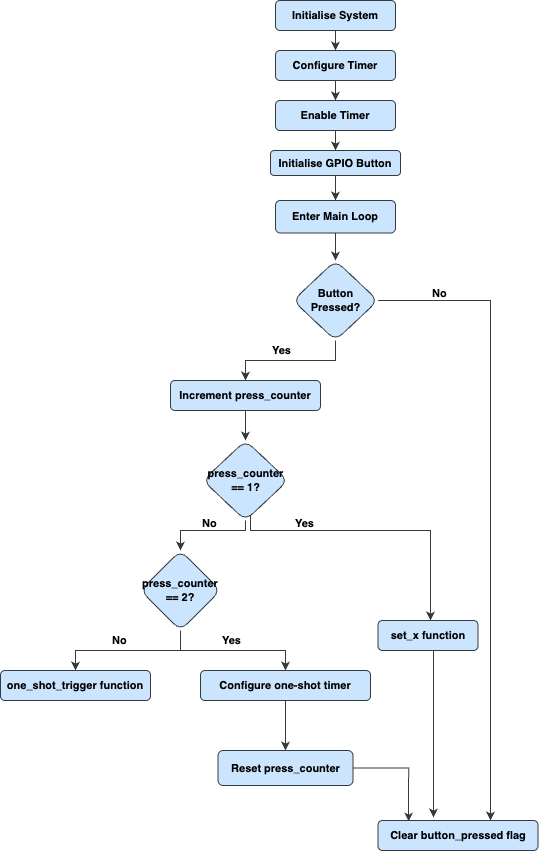 Initialise System
Configure Timer
Enable Timer
Initialise GPIO Button
Enter Main Loop
Button
Pressed?
No
Yes
Increment press_counter
press_counter
== 1?
No
Yes
press_counter
== 2?
set_x function
No
Yes
one_shot_trigger function
Configure one-shot timer
Reset press_counter
Clear button_pressed flag